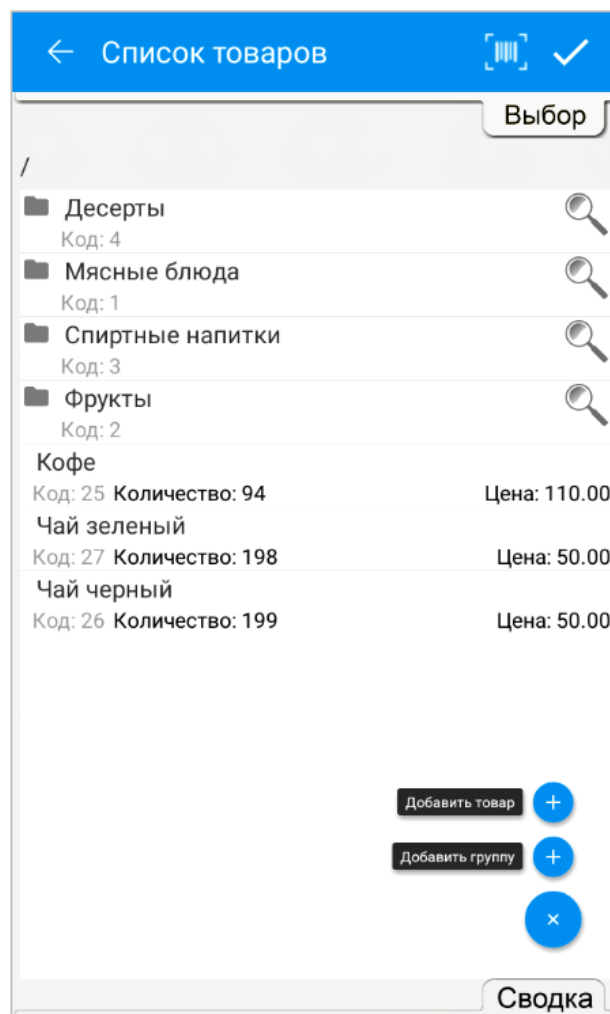 Список товаров
Выбор
/
Десерты
Код: 4
Мясные блюда
Код: 1
Спиртные напитки
Код: 3
Фрукты
Код: 2
Кофе
Код: 25 Количество: 94 Цена: 110.00
Чай зеленый
Код: 27 Количество: 198 Цена: 50.00
Чай черный
Код: 26 Количество: 199 Цена: 50.00
Добавить товар
Добавить группу
Сводка